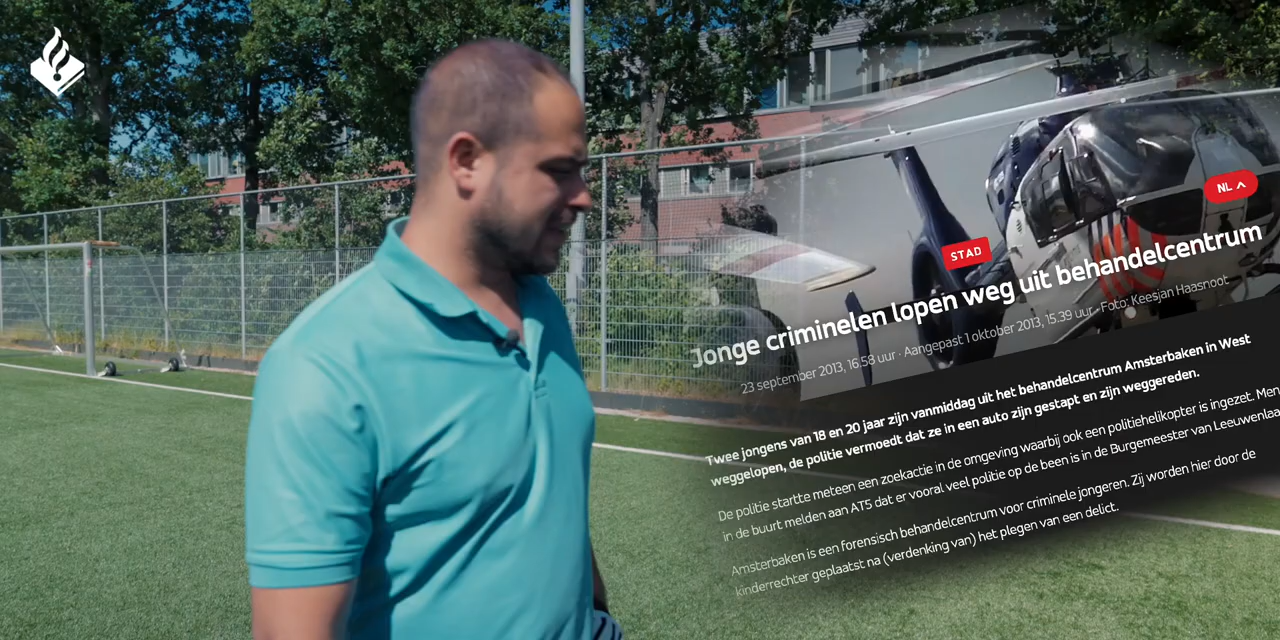 NL
STAD
Jonge criminelen lopen weg uit behandelcentrum
23 september 2013, 16.58 uur · Aangepast 1 oktober 2013, 15.39 uur · Foto: Keesjan Haasnoot
Twee jongens van 18 en 20 jaar zijn vanmiddag uit het behandelcentrum Amsterbaken in West
weggelopen, de politie vermoedt dat ze in een auto zijn gestapt en zijn weggereden.
De politie startte meteen een zoekactie in de omgeving waarbij ook een politiehelikopter is ingezet. Men
in de buurt melden aan AT5 dat er vooral veel politie op de been is in de Burgemeester van Leeuwenlaa
Amsterbaken is een forensisch behandelcentrum voor criminele jongeren. Zij worden hier door de
kinderrechter geplaatst na (verdenking van) het plegen van een delict.